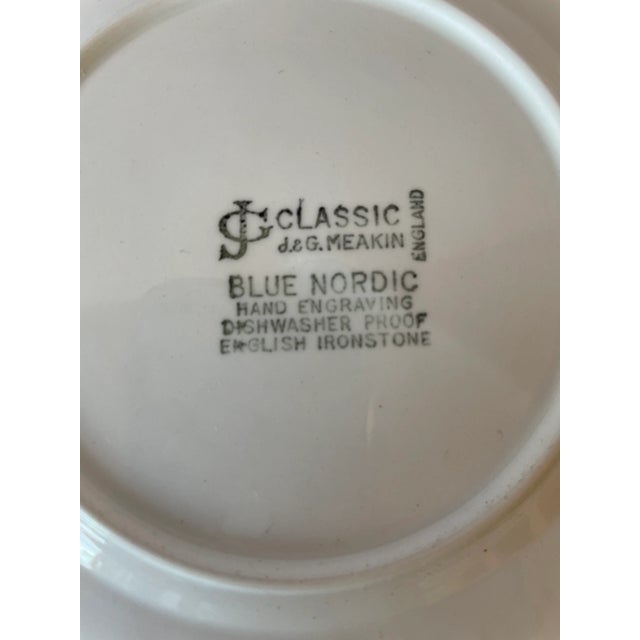 JG CLASSIC
J.&G. MEAKIN
ENGLAND
BLUE NORDIC
HAND ENGRAVING
DISHWASHER PROOF
ENGLISH IRONSTONE